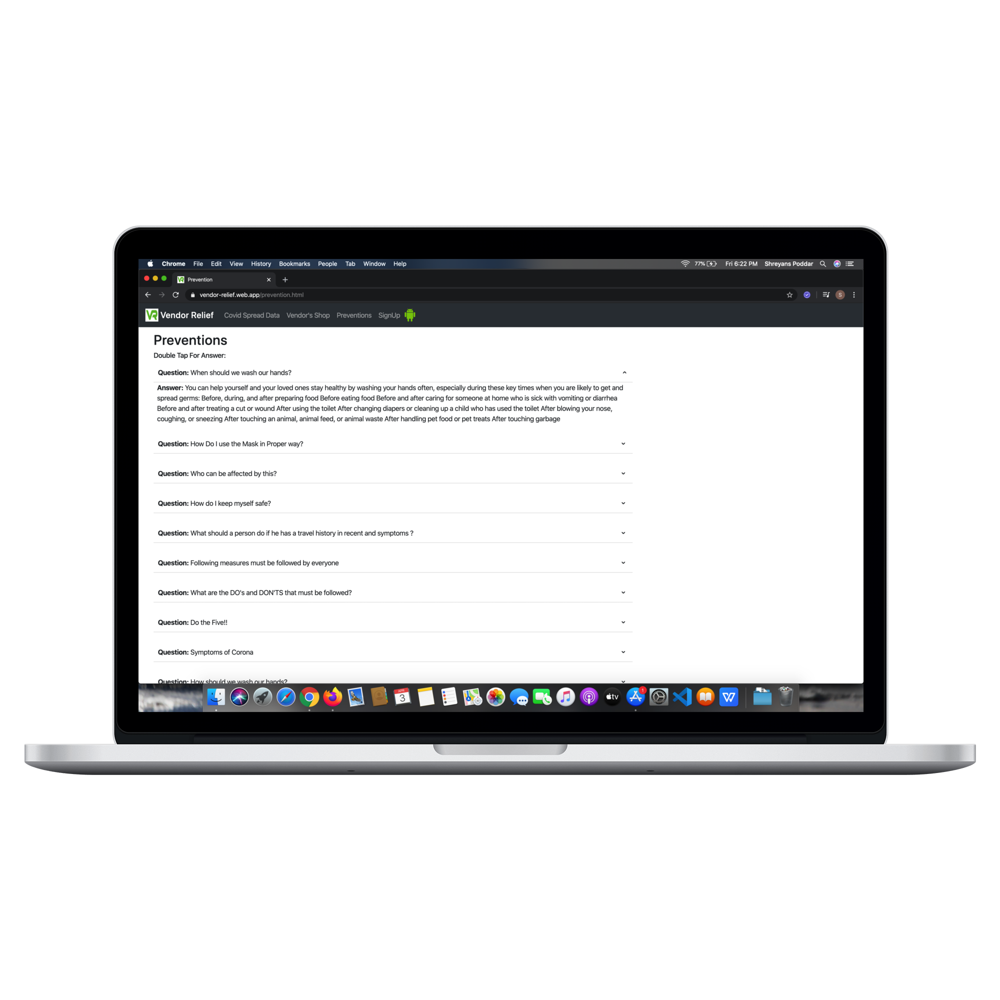 Chrome File Edit View History Bookmarks People Tab Window Help 77% Fri 6:22 PM Shreyans Poddar
VR Prevention
vendor-relief.web.app/prevention.html S
VR Vendor Relief Covid Spread Data Vendor's Shop Preventions SignUp
Preventions
Double Tap For Answer:
Question: When should we wash our hands?
Answer: You can help yourself and your loved ones stay healthy by washing your hands often, especially during these key times when you are likely to get and
spread germs: Before, during, and after preparing food Before eating food Before and after caring for someone at home who is sick with vomiting or diarrhea
Before and after treating a cut or wound After using the toilet After changing diapers or cleaning up a child who has used the toilet After blowing your nose,
coughing, or sneezing After touching an animal, animal feed, or animal waste After handling pet food or pet treats After touching garbage
Question: How Do I use the Mask in Proper way?
Question: Who can be affected by this?
Question: How do I keep myself safe?
Question: What should a person do if he has a travel history in recent and symptoms ?
Question: Following measures must be followed by everyone
Question: What are the DO's and DON'TS that must be followed?
Question: Do the Five!!
Question: Symptoms of Corona
Question: How should we wash our hands?
APR
3
tv
1
W